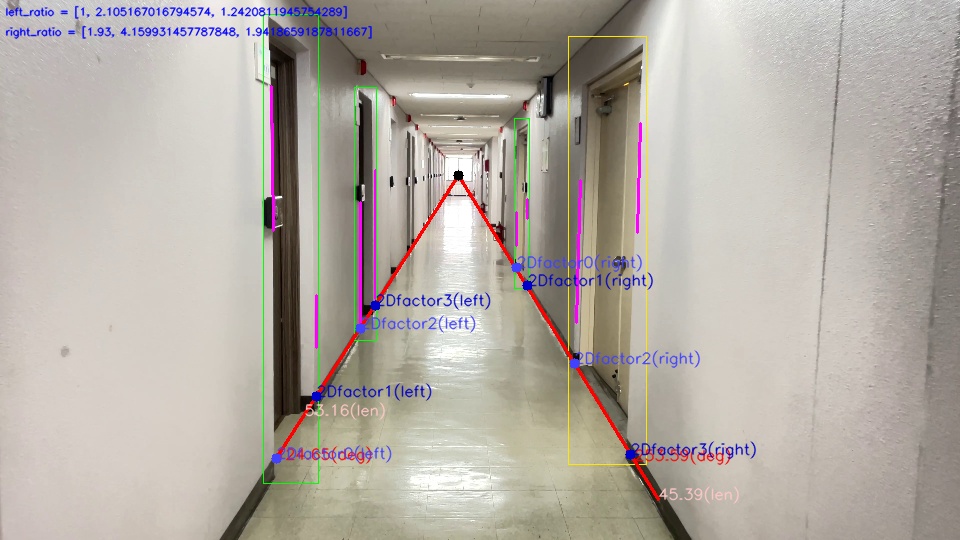 left_ratio = [1, 2.105167016794574, 1.2420811945754289]
right_ratio = [1.93, 4.159931457787848, 1.9418659187811667]
2Dfactor0(right)
2Dfactor1(right)
2Dfactor3(left)
2Dfactor2(left)
2Dfactor2(right)
2Dfactor1(left)
53.16(len)
2Dfactor3(right)
45.39(len)